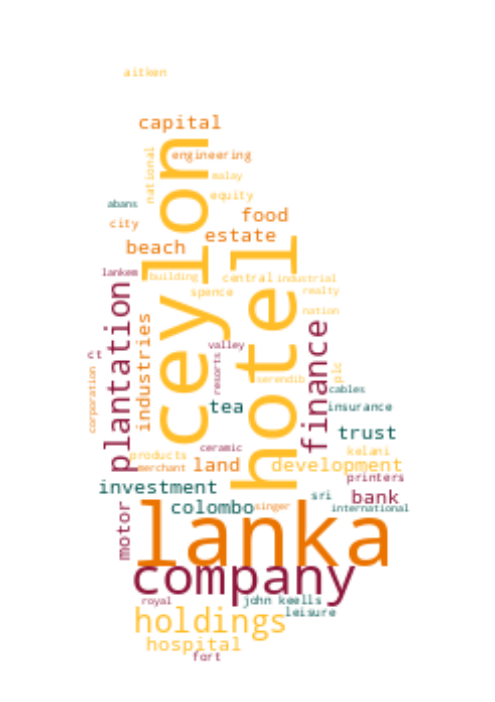 aitken
capital
national
engineering
malay
abans
equity
city
food
ceylon
estate
beach
hotel
lankem
building
central
industrial
spence
realty
plantation
industries
nation
finance
valley
ct
resorts
corporation
serendib
plc
cables
tea
insurance
trust
ceramic
products
kelani
merchant
land
development
printers
investment
sri
bank
motor
colombo
singer
international
lanka
company
royal
john keells
leisure
holdings
hospital
fort